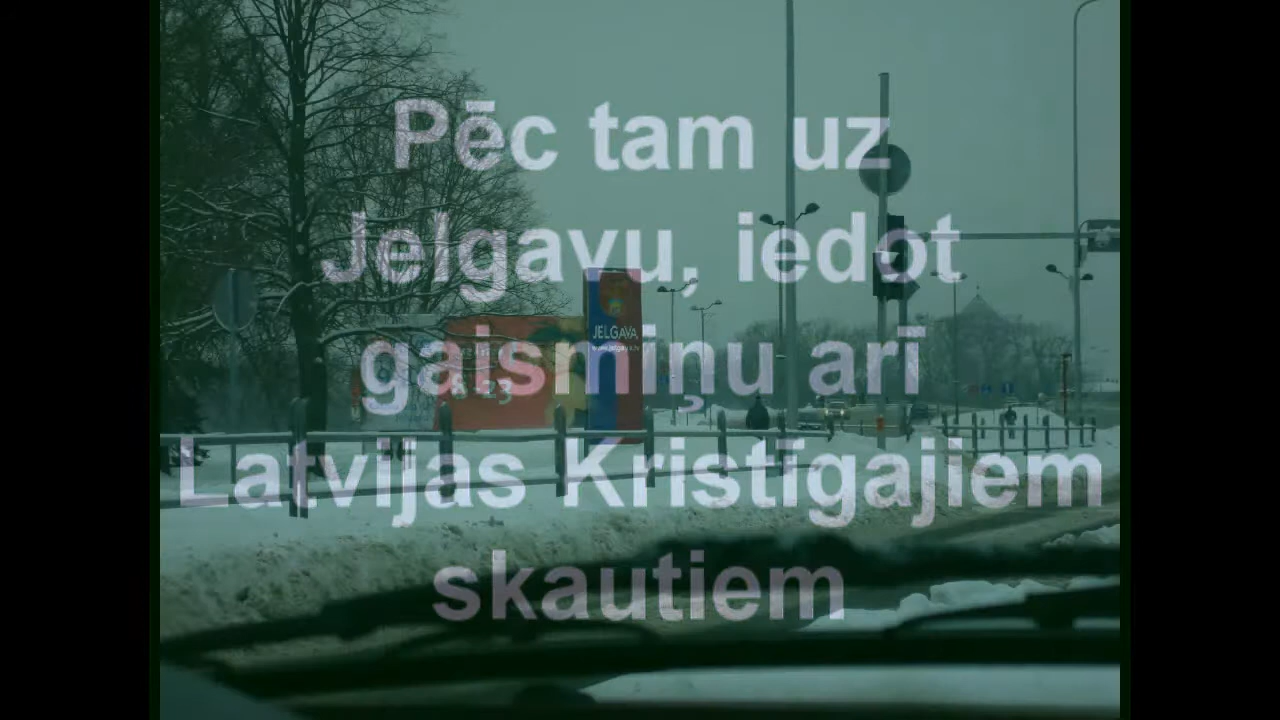 Pēc tam uz
Jelgavu, iedot
gaismiņu arī
Latvijas Kristīgajiem
skautiem
JELGAVA